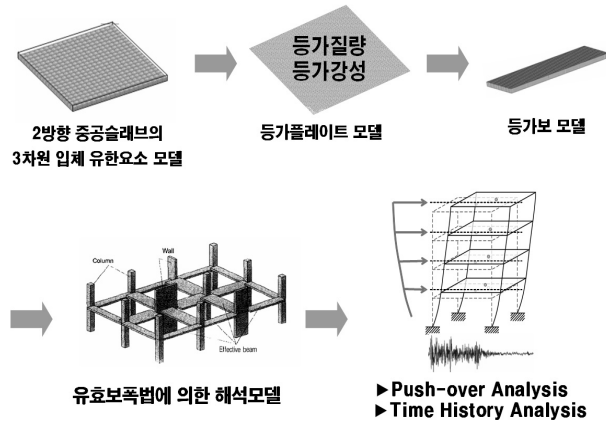 등가질량
등가강성
2방향 중공슬래브의
3차원 입체 유한요소 모델
등가플레이트 모델
등가보 모델
Column
Wall
Effective beam
유효보폭법에 의한 해석모델
▶Push-over Analysis
▶Time History Analysis